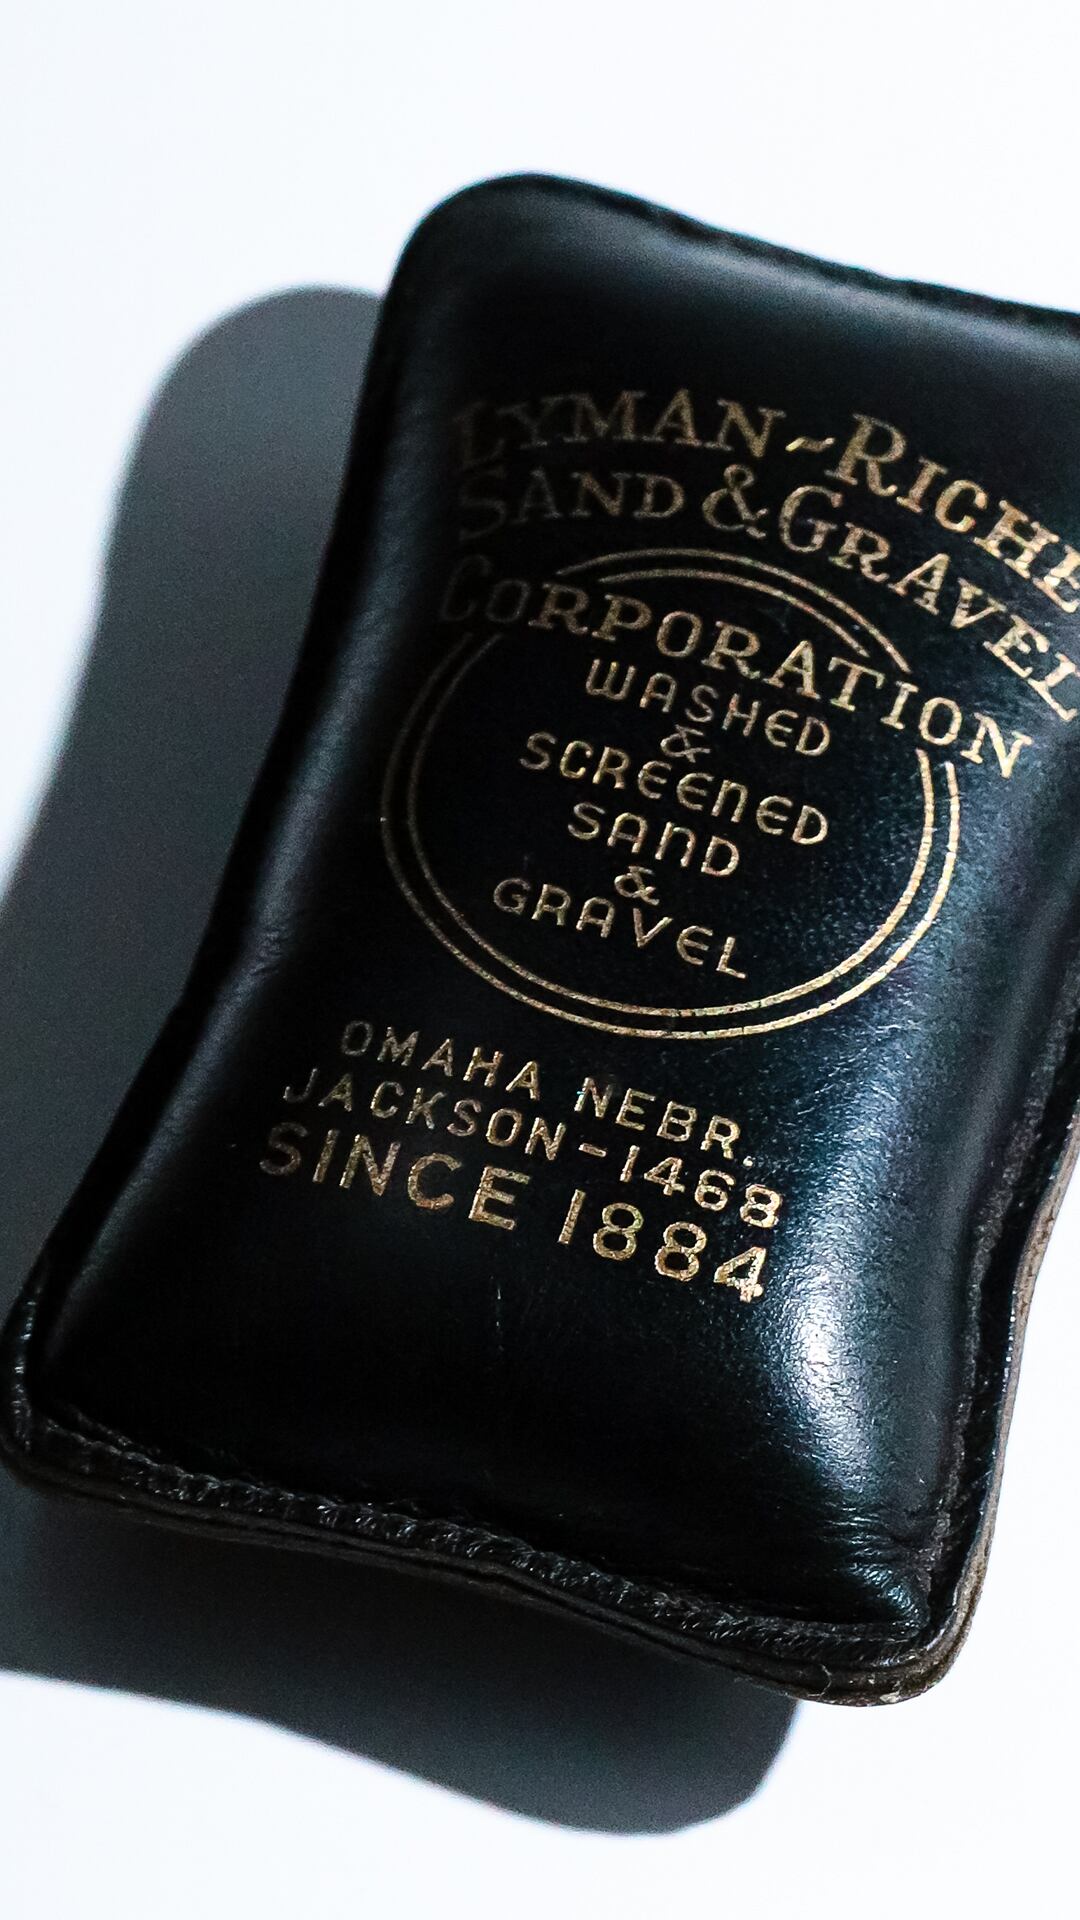 LYMAN-RICHE
SAND & GRAVEL
CORPORATION
WASHED
&
SCREENED
SAND
&
GRAVEL
OMAHA NEBR.
JACKSON-1468
SINCE 1884